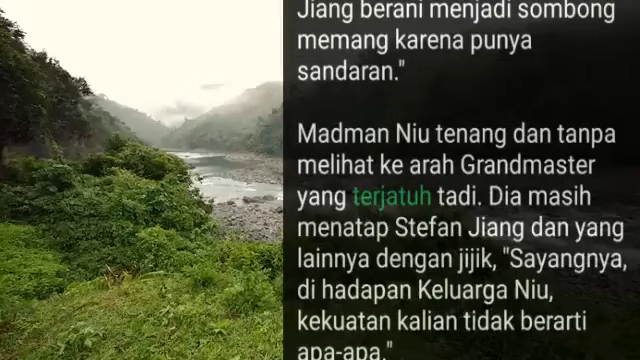 Jiang berani menjadi sombong
memang karena punya
sandaran."
Madman Niu tenang dan tanpa
melihat ke arah Grandmaster
yang terjatuh tadi. Dia masih
menatap Stefan Jiang dan yang
lainnya dengan jijik, "Sayangnya,
di hadapan Keluarga Niu,
kekuatan kalian tidak berarti
apa-apa."